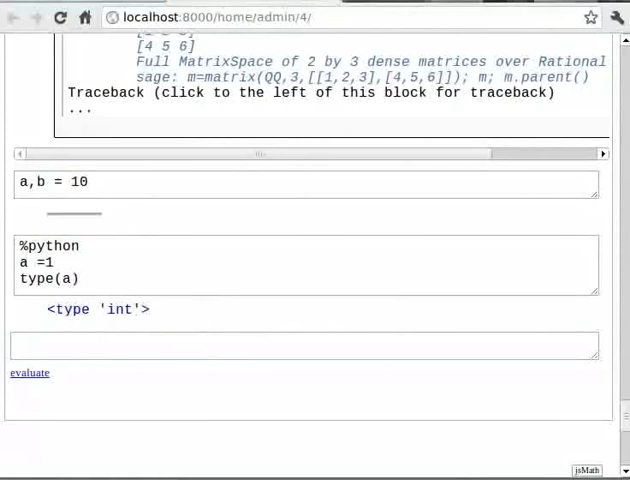 localhost:8000/home/admin/4/
[4 5 6]
Full MatrixSpace of 2 by 3 dense matrices over Rational
sage: m=matrix(QQ,3,[[1,2,3],[4,5,6]]); m; m.parent()
Traceback (click to the left of this block for traceback)
...
a,b = 10
%python
a =1
type(a)
<type 'int'>
evaluate
jsMath